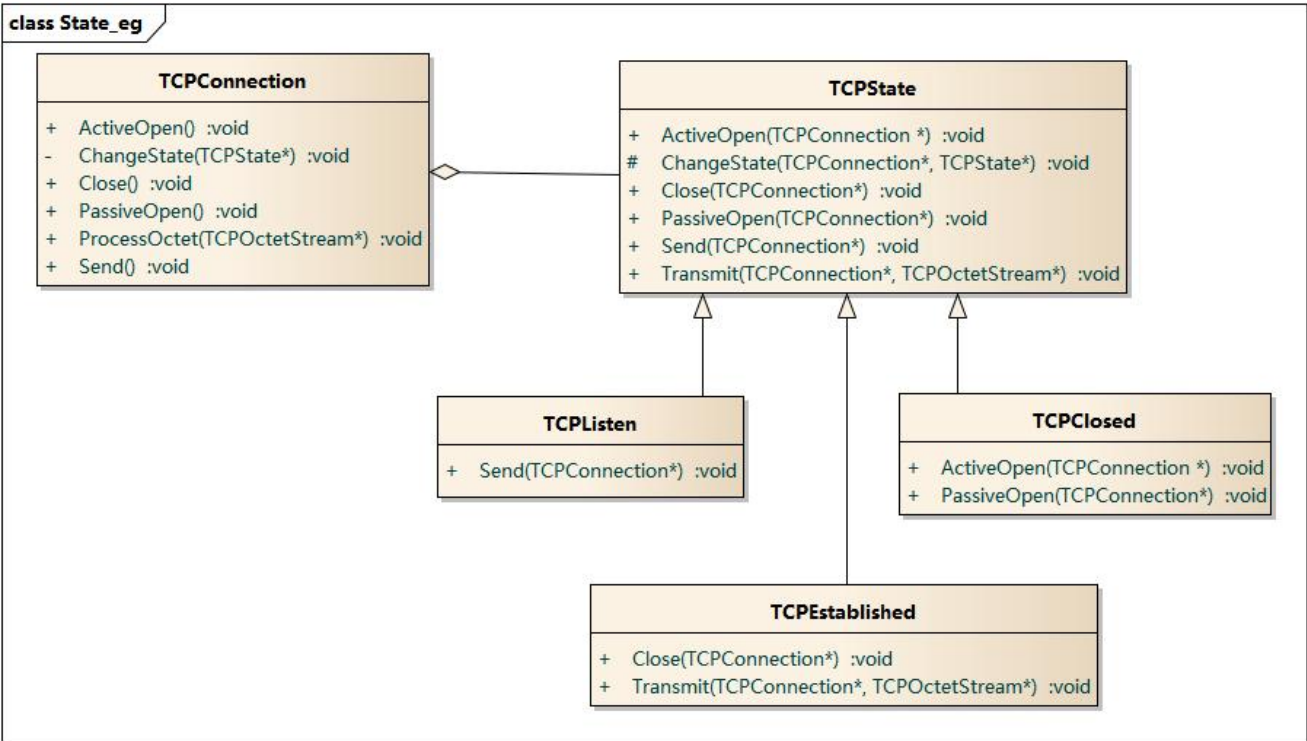 class State_eg
TCPConnection
+ ActiveOpen() :void
- ChangeState(TCPState*) :void
+ Close() :void
+ PassiveOpen() :void
+ ProcessOctet(TCPOctetStream*) :void
+ Send() :void
TCPState
+ ActiveOpen(TCPConnection *) :void
# ChangeState(TCPConnection*, TCPState*) :void
+ Close(TCPConnection*) :void
+ PassiveOpen(TCPConnection*) :void
+ Send(TCPConnection*) :void
+ Transmit(TCPConnection*, TCPOctetStream*) :void
TCPListen
+ Send(TCPConnection*) :void
TCPClosed
+ ActiveOpen(TCPConnection *) :void
+ PassiveOpen(TCPConnection*) :void
TCPEstablished
+ Close(TCPConnection*) :void
+ Transmit(TCPConnection*, TCPOctetStream*) :void